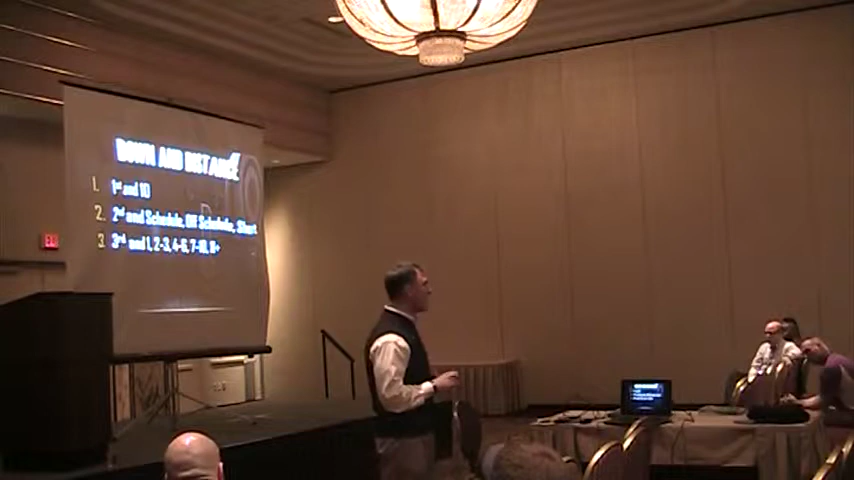 DOWN AND DISTANCE
1. 1st and 10
2. 2nd and Schedule, Off Schedule, Short
3. 3rd and 1, 2-3, 4-6, 7-10, 11+
EXIT